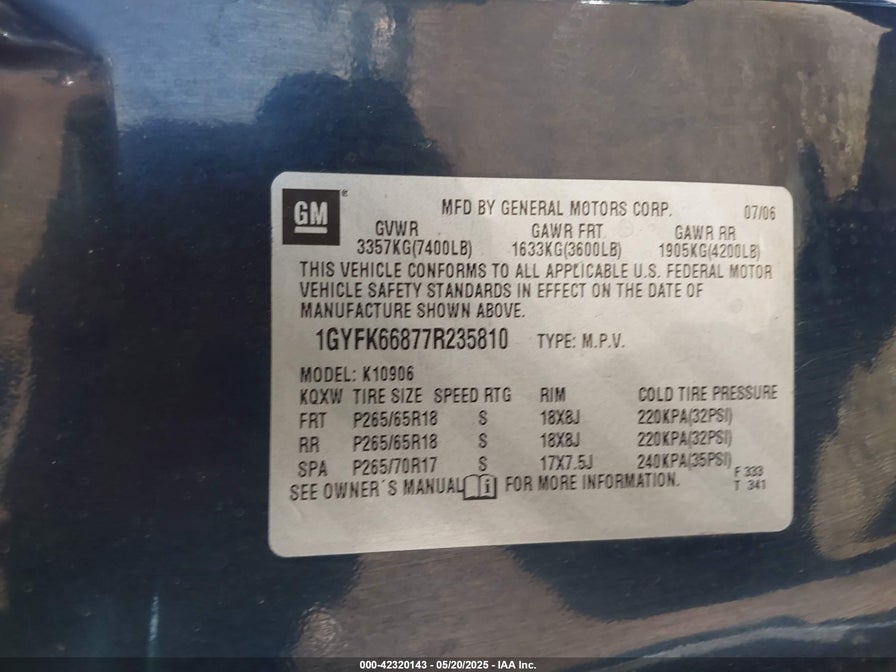 GM®
MFD BY GENERAL MOTORS CORP. 07/06
GVWR GAWR FRT GAWR RR
3357KG(7400LB) 1633KG(3600LB) 1905KG(4200LB)
THIS VEHICLE CONFORMS TO ALL APPLICABLE U.S. FEDERAL MOTOR
VEHICLE SAFETY STANDARDS IN EFFECT ON THE DATE OF
MANUFACTURE SHOWN ABOVE.
1GYFK66877R235810 TYPE: M.P.V.
MODEL: K10906
KQXW TIRE SIZE SPEED RTG RIM COLD TIRE PRESSURE
FRT P265/65R18 S 18X8J 220KPA(32PSI)
RR P265/65R18 S 18X8J 220KPA(32PSI)
SPA P265/70R17 S 17X7.5J 240KPA(35PSI)
F 333
SEE OWNER´S MANUAL FOR MORE INFORMATION.
T 341
000-42320143 - 05/20/2025 - IAA Inc.